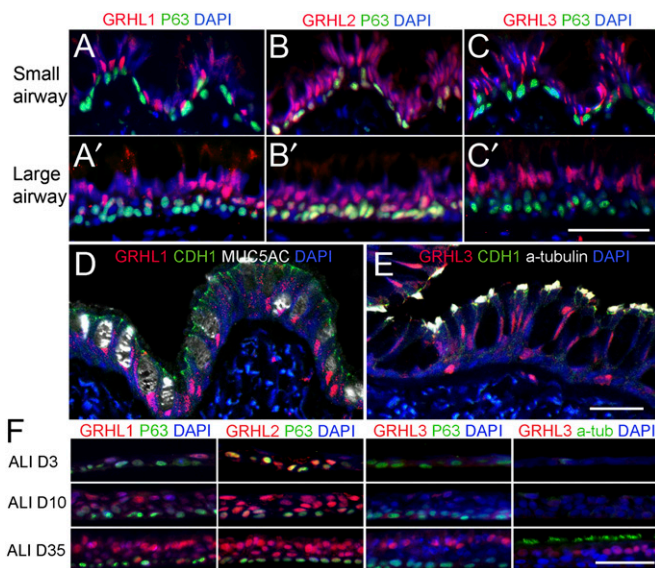 GRHL1 P63 DAPI GRHL2 P63 DAPI GRHL3 P63 DAPI
Small airway
A B C
Large airway
A′ B′ C′
D GRHL1 CDH1 MUC5AC DAPI
E GRHL3 CDH1 a-tubulin DAPI
F GRHL1 P63 DAPI GRHL2 P63 DAPI GRHL3 P63 DAPI GRHL3 a-tub DAPI
ALI D3
ALI D10
ALI D35